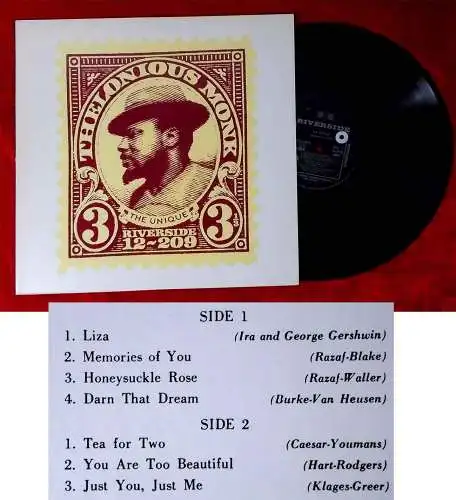 THELONIOUS MONK
THE UNIQUE
3 RIVERSIDE 3 1/3
12~209
RIVERSIDE
SIDE 1
1. Liza (Ira and George Gershwin)
2. Memories of You (Razaf-Blake)
3. Honeysuckle Rose (Razaf-Waller)
4. Darn That Dream (Burke-Van Heusen)
SIDE 2
1. Tea for Two (Caesar-Youmans)
2. You Are Too Beautiful (Hart-Rodgers)
3. Just You, Just Me (Klages-Greer)